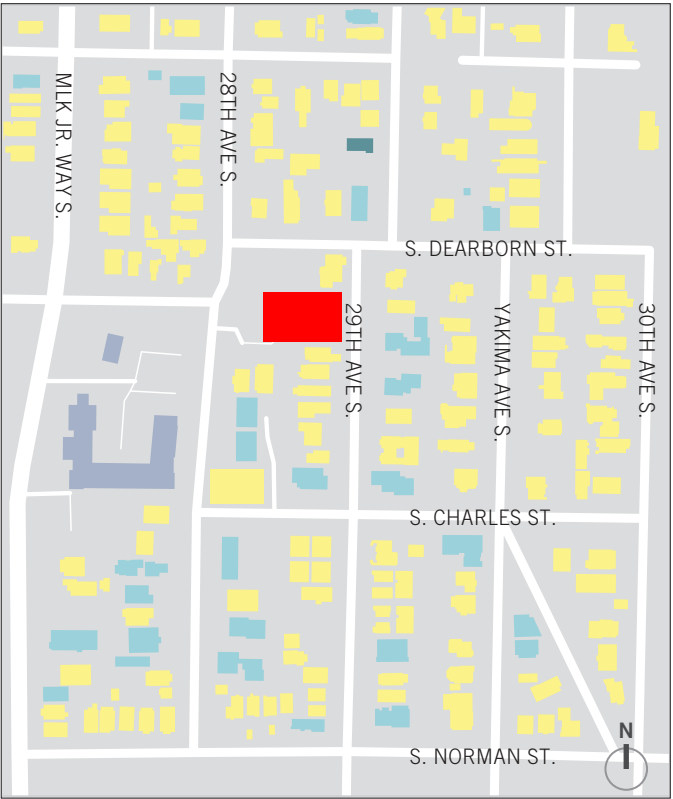 MLK JR. WAY S.
28TH AVE S.
S. DEARBORN ST.
29TH AVE S.
YAKIMA AVE S.
30TH AVE S.
S. CHARLES ST.
N
S. NORMAN ST.